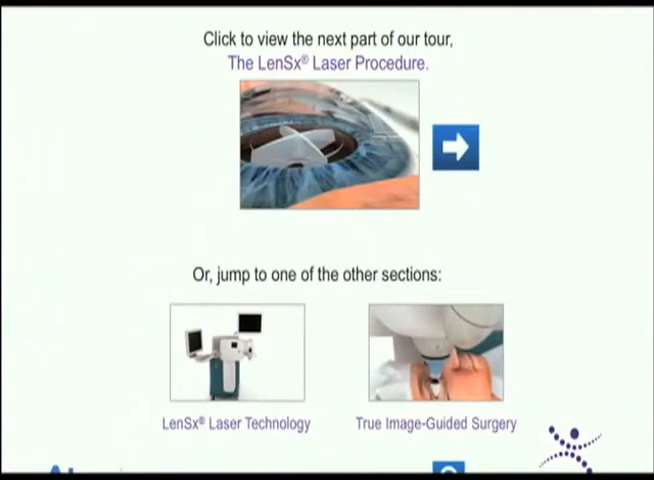 Click to view the next part of our tour,
The LenSx® Laser Procedure.
Or, jump to one of the other sections:
LenSx® Laser Technology
True Image-Guided Surgery